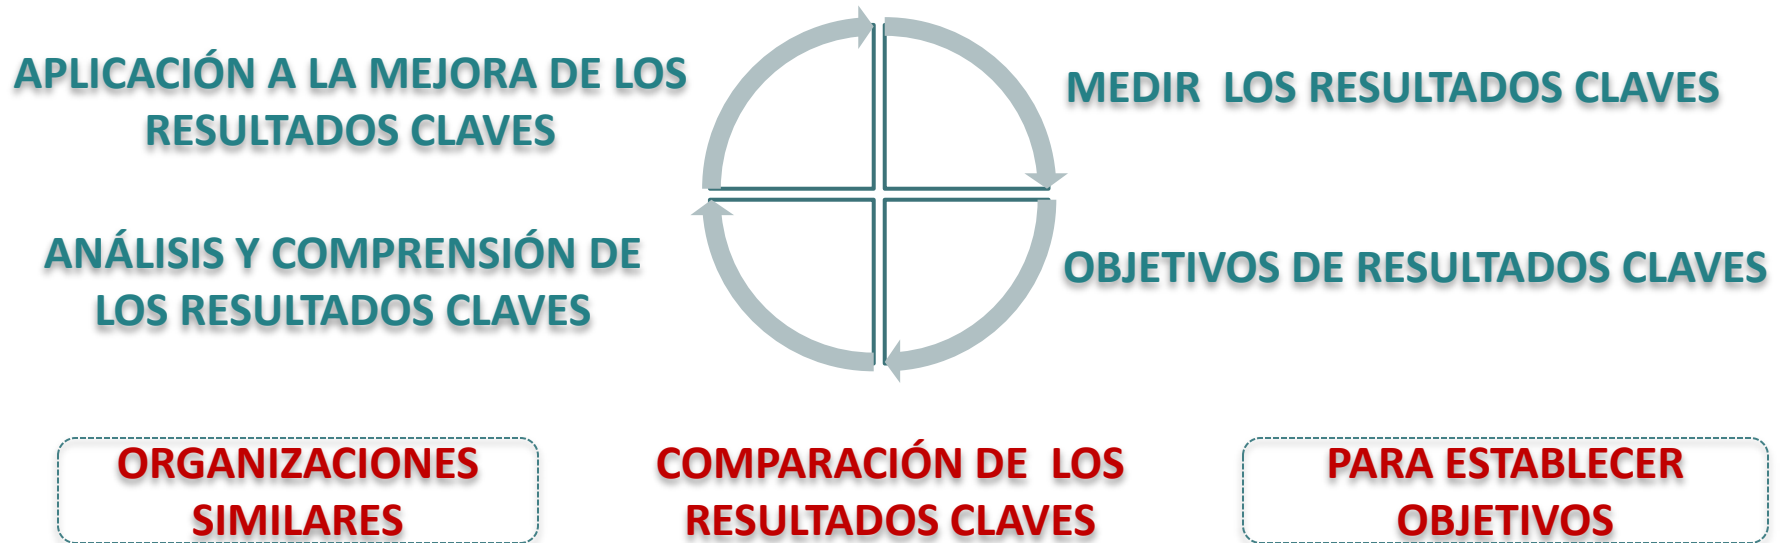 APLICACIÓN A LA MEJORA DE LOS
RESULTADOS CLAVES
MEDIR LOS RESULTADOS CLAVES
ANÁLISIS Y COMPRENSIÓN DE
LOS RESULTADOS CLAVES
OBJETIVOS DE RESULTADOS CLAVES
ORGANIZACIONES
SIMILARES
COMPARACIÓN DE LOS
RESULTADOS CLAVES
PARA ESTABLECER
OBJETIVOS